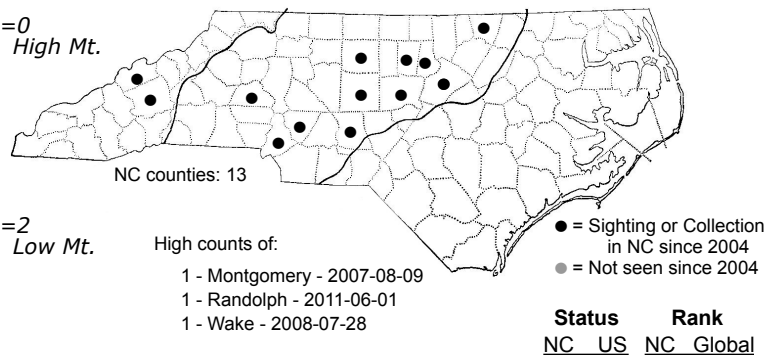 =0
High Mt.
NC counties: 13
=2
Low Mt.
High counts of:
1 - Montgomery - 2007-08-09
1 - Randolph - 2011-06-01
1 - Wake - 2008-07-28
= Sighting or Collection
in NC since 2004
= Not seen since 2004
Status Rank
NC US NC Global